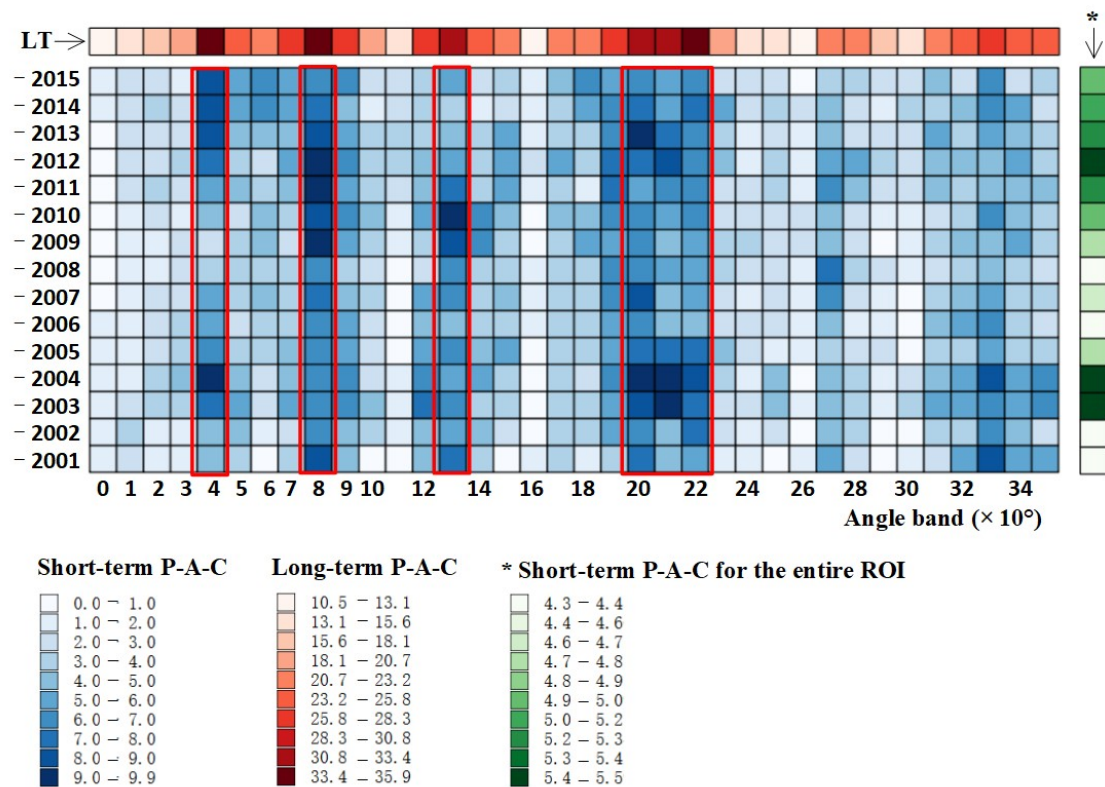 *
LT
2015
2014
2013
2012
2011
2010
2009
2008
2007
2006
2005
2004
2003
2002
2001
0 1 2 3 4 5 6 7 8 9 10 12 14 16 18 20 22 24 26 28 30 32 34
Angle band (× 10°)
Short-term P-A-C Long-term P-A-C * Short-term P-A-C for the entire ROI
0.0 – 1.0 10.5 – 13.1 4.3 – 4.4
1.0 – 2.0 13.1 – 15.6 4.4 – 4.6
2.0 – 3.0 15.6 – 18.1 4.6 – 4.7
3.0 – 4.0 18.1 – 20.7 4.7 – 4.8
4.0 – 5.0 20.7 – 23.2 4.8 – 4.9
5.0 – 6.0 23.2 – 25.8 4.9 – 5.0
6.0 – 7.0 25.8 – 28.3 5.0 – 5.2
7.0 – 8.0 28.3 – 30.8 5.2 – 5.3
8.0 – 9.0 30.8 – 33.4 5.3 – 5.4
9.0 – 9.9 33.4 – 35.9 5.4 – 5.5